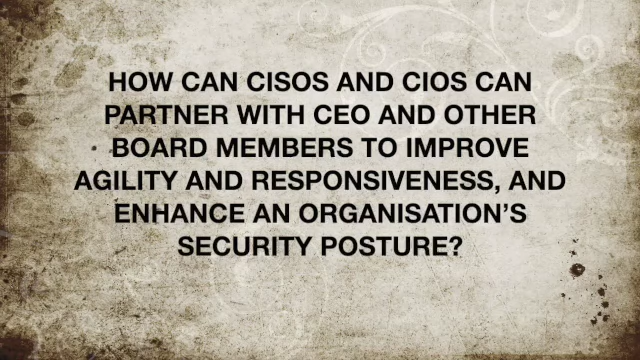 HOW CAN CISOS AND CIOS CAN
PARTNER WITH CEO AND OTHER
BOARD MEMBERS TO IMPROVE
AGILITY AND RESPONSIVENESS, AND
ENHANCE AN ORGANISATION'S
SECURITY POSTURE?